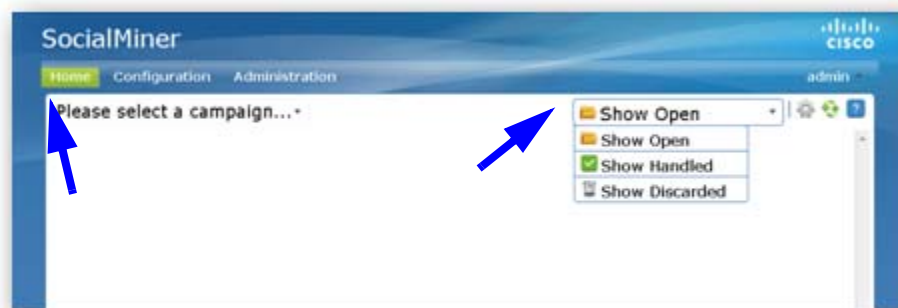 SocialMiner
CISCO
Home Configuration Administration admin
Please select a campaign...
Show Open
Show Open
Show Handled
Show Discarded
?